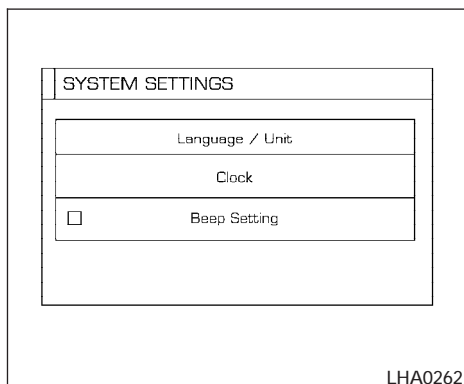 SYSTEM SETTINGS
Language / Unit
Clock
Beep Setting
LHA0262